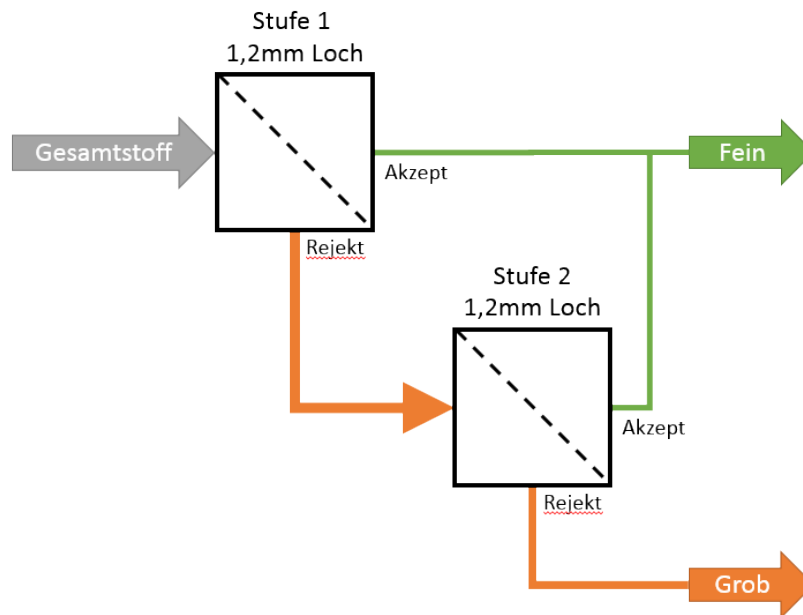 Stufe 1
1,2mm Loch
Gesamtstoff
Fein
Akzept
Rejekt
Stufe 2
1,2mm Loch
Akzept
Rejekt
Grob